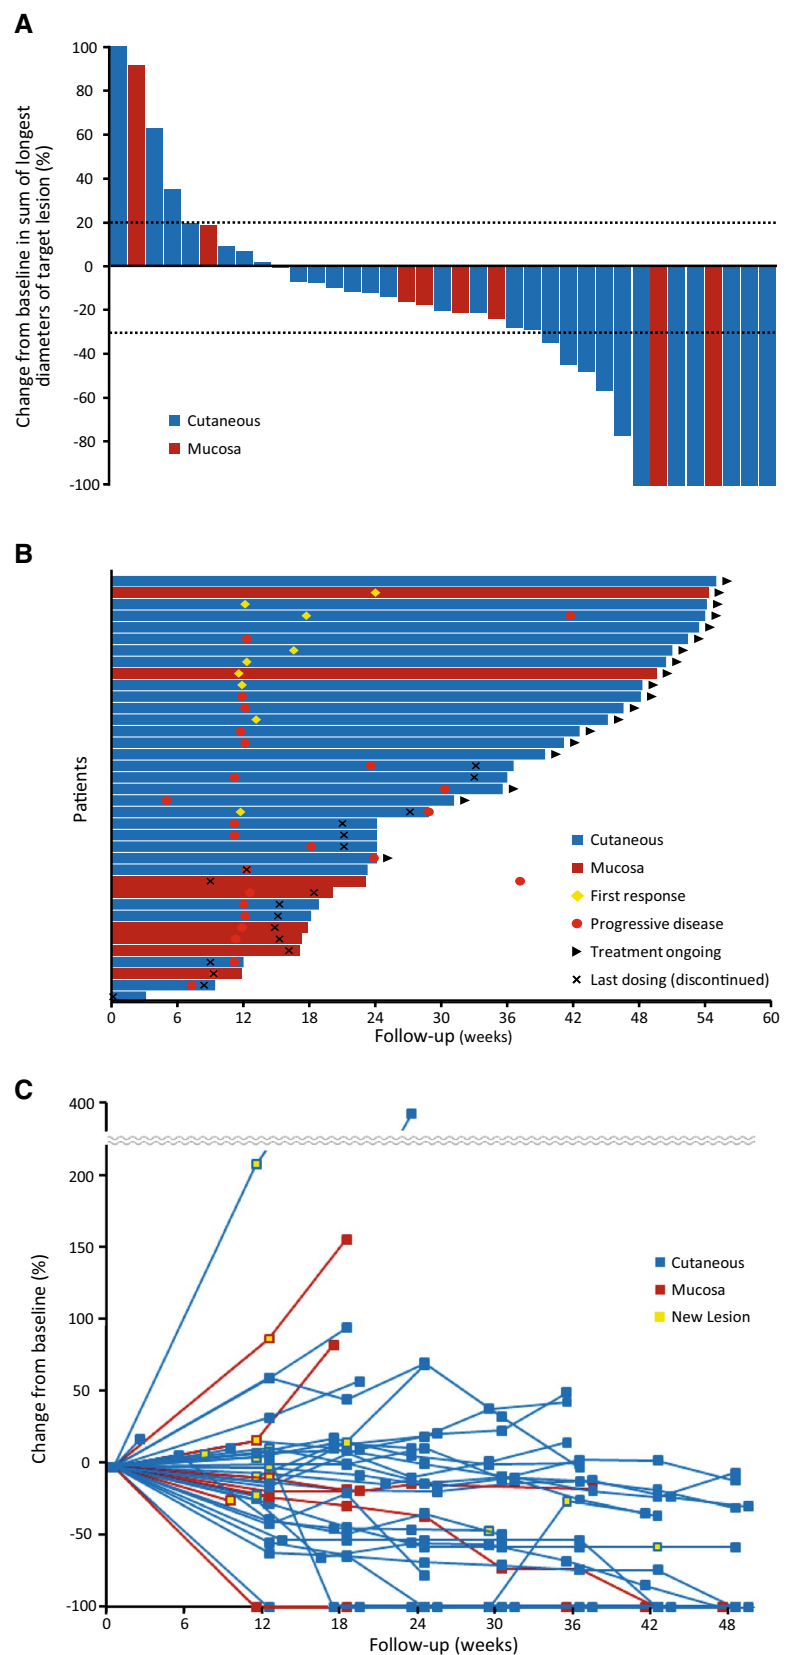 A
Change from baseline in sum of longest
diameters of target lesion (%)
100
80
60
40
20
0
-20
-40
-60
-80
-100
Cutaneous
Mucosa
B
Patients
Cutaneous
Mucosa
First response
Progressive disease
Treatment ongoing
Last dosing (discontinued)
0 6 12 18 24 30 36 42 48 54 60
Follow-up (weeks)
C
Change from baseline (%)
400
200
150
100
50
0
-50
-100
Cutaneous
Mucosa
New Lesion
0 6 12 18 24 30 36 42 48
Follow-up (weeks)